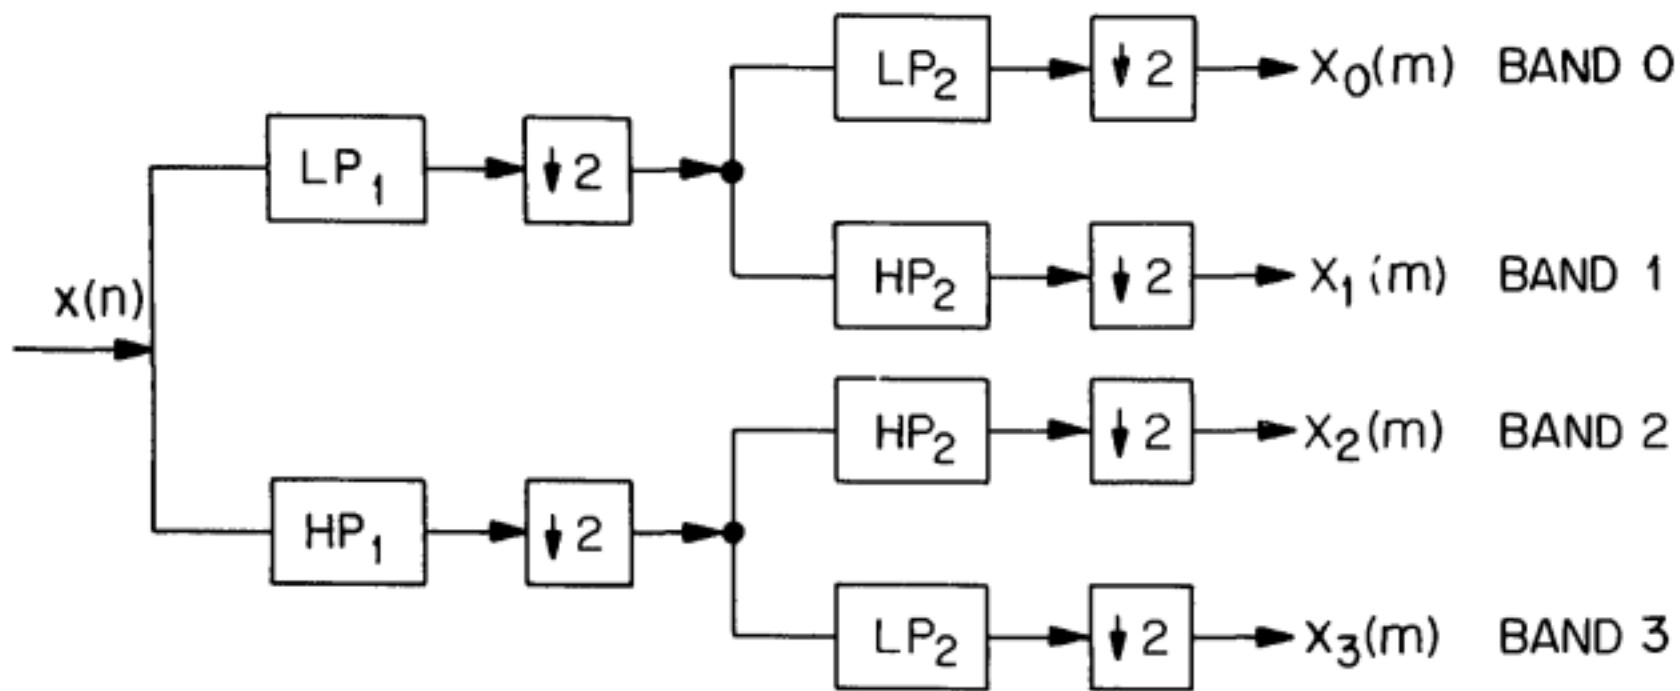 LP₂ ↓ 2 X₀(m) BAND 0
LP₁ ↓ 2
HP₂ ↓ 2 X₁(m) BAND 1
x(n)
HP₂ ↓ 2 X₂(m) BAND 2
HP₁ ↓ 2
LP₂ ↓ 2 X₃(m) BAND 3